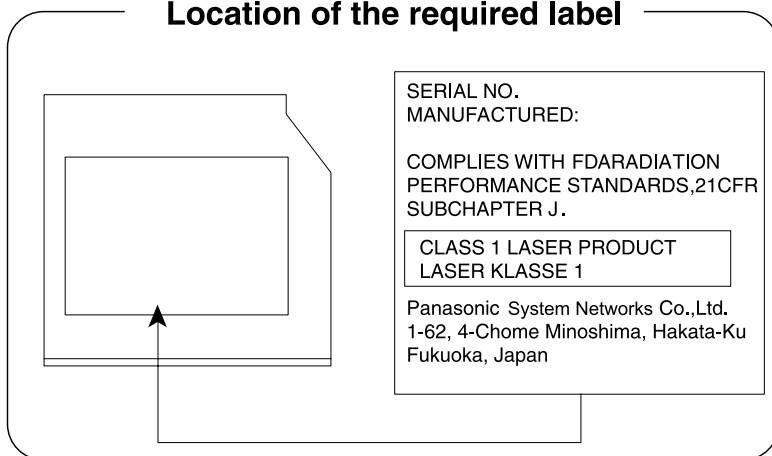 Location of the required label
SERIAL NO.
MANUFACTURED:
COMPLIES WITH FDARADIATION
PERFORMANCE STANDARDS,21CFR
SUBCHAPTER J.
CLASS 1 LASER PRODUCT
LASER KLASSE 1
Panasonic System Networks Co.,Ltd.
1-62, 4-Chome Minoshima, Hakata-Ku
Fukuoka, Japan